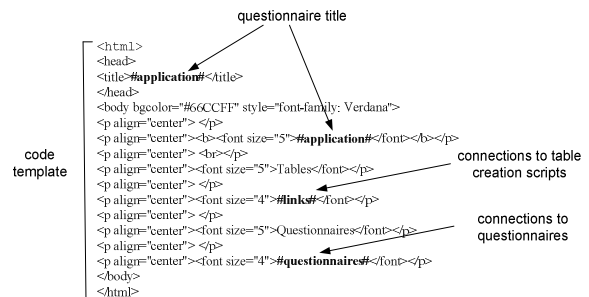 questionnaire title
<html>
<head>
<title>#application#</title>
</head>
<body bgcolor="#66CCFF" style="font-family: Verdana">
<p align="center"> </p>
<p align="center"><b><font size="5">#application#</font></b></p>
<p align="center"> <br></p>
<p align="center"><font size="5">Tables</font></p>
<p align="center"> </p>
<p align="center"><font size="4">#links#</font></p>
<p align="center"> </p>
<p align="center"><font size="5">Questionnaires</font></p>
<p align="center"> </p>
<p align="center"><font size="4">#questionnaires#</font></p>
</body>
</html>
code
template
connections to table
creation scripts
connections to
questionnaires